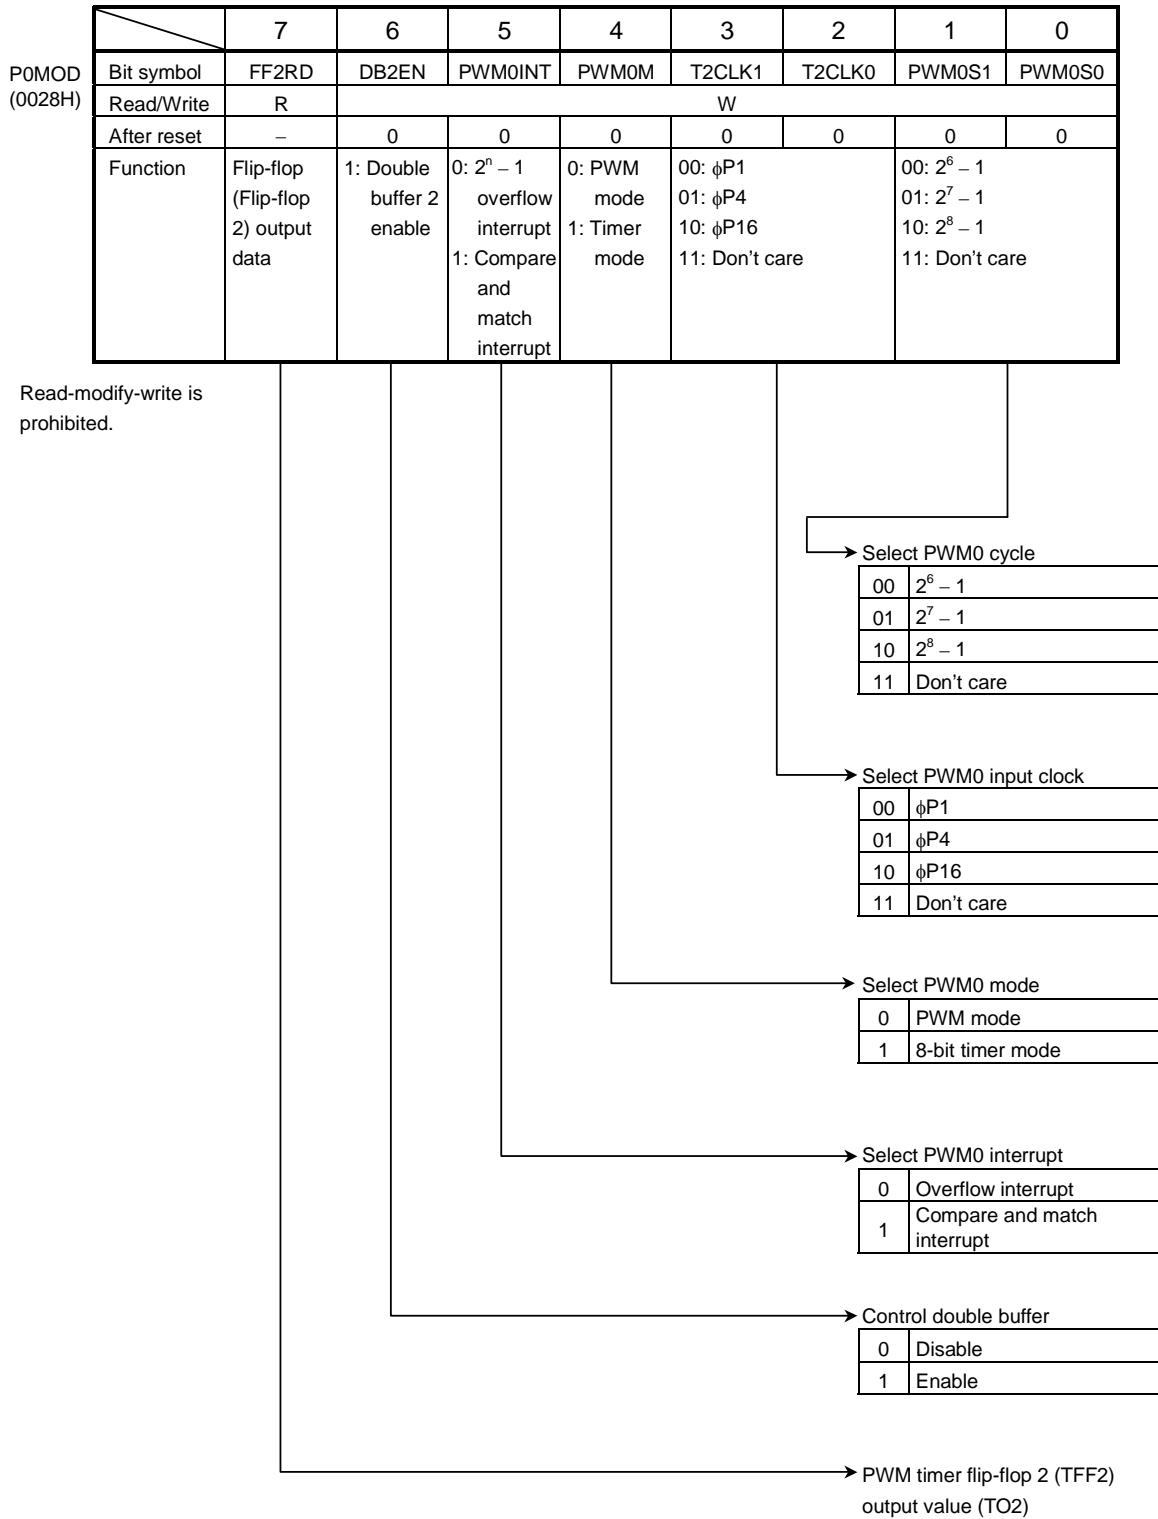 7 6 5 4 3 2 1 0
P0MOD
(0028H)
Bit symbol FF2RD DB2EN PWM0INT PWM0M T2CLK1 T2CLK0 PWM0S1 PWM0S0
Read/Write R W
After reset – 0 0 0 0 0 0 0
Function Flip-flop 1: Double 0: 2ⁿ – 1 0: PWM 00: ϕP1 00: 2⁶ – 1
(Flip-flop buffer 2 overflow mode 01: ϕP4 01: 2⁷ – 1
2) output enable interrupt 1: Timer 10: ϕP16 10: 2⁸ – 1
data 1: Compare mode 11: Don't care 11: Don't care
and
match
interrupt
Read-modify-write is
prohibited.
Select PWM0 cycle
00 2⁶ – 1
01 2⁷ – 1
10 2⁸ – 1
11 Don't care
Select PWM0 input clock
00 ϕP1
01 ϕP4
10 ϕP16
11 Don't care
Select PWM0 mode
0 PWM mode
1 8-bit timer mode
Select PWM0 interrupt
0 Overflow interrupt
1 Compare and match
interrupt
Control double buffer
0 Disable
1 Enable
PWM timer flip-flop 2 (TFF2)
output value (TO2)